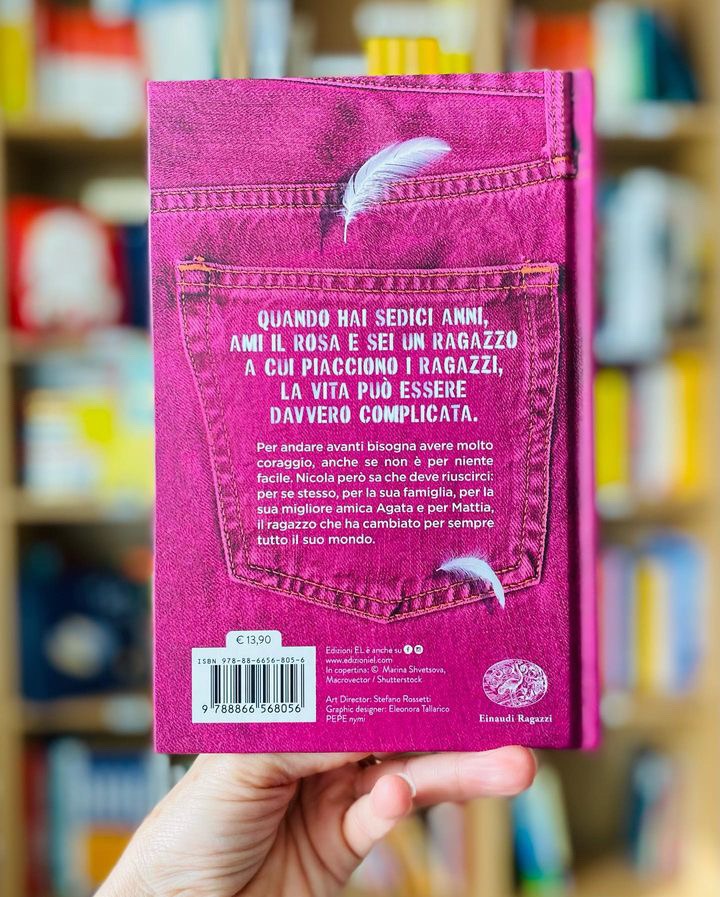 QUANDO HAI SEDICI ANNI,
AMI IL ROSA E SEI UN RAGAZZO
A CUI PIACCIONO I RAGAZZI,
LA VITA PUÒ ESSERE
DAVVERO COMPLICATA.
Per andare avanti bisogna avere molto
coraggio, anche se non è per niente
facile. Nicola però sa che deve riuscirci:
per se stesso, per la sua famiglia, per la
sua migliore amica Agata e per Mattia,
il ragazzo che ha cambiato per sempre
tutto il suo mondo.
€ 13,90
ISBN 978-88-6656-805-6
9 788866 568056
Edizioni EL è anche su
www.edizioniel.com
In copertina: © Marina Shvetsova,
Macrovector / Shutterstock
Art Director: Stefano Rossetti
Graphic designer: Eleonora Tallarico
PEPE nymi
Einaudi Ragazzi